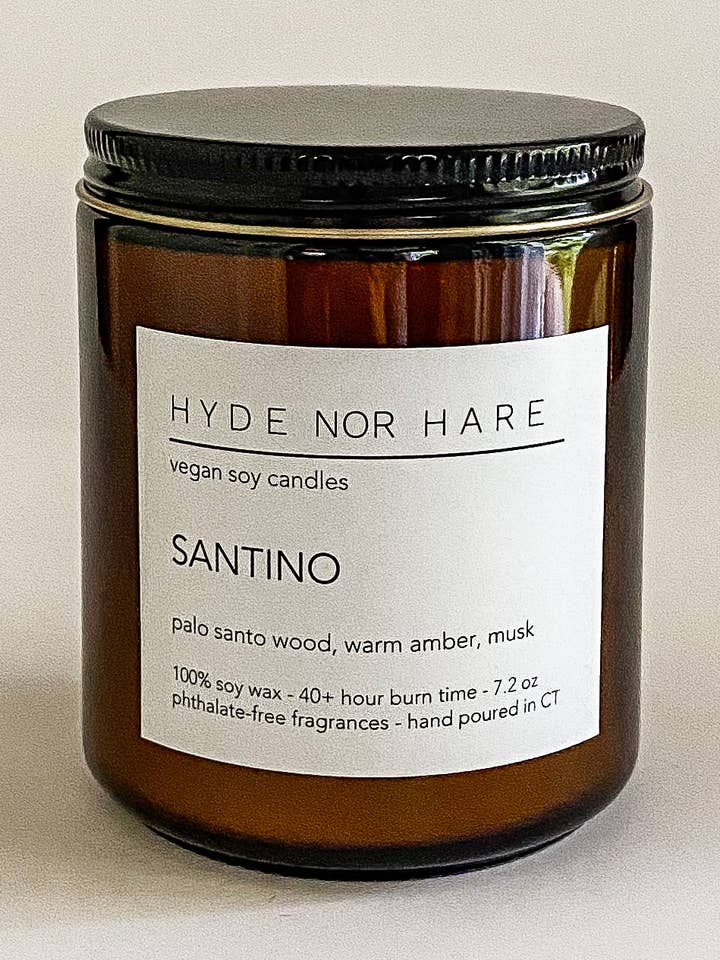 HYDE NOR HARE
vegan soy candles
SANTINO
palo santo wood, warm amber, musk
100% soy wax - 40+ hour burn time - 7.2 oz
phthalate-free fragrances - hand poured in CT